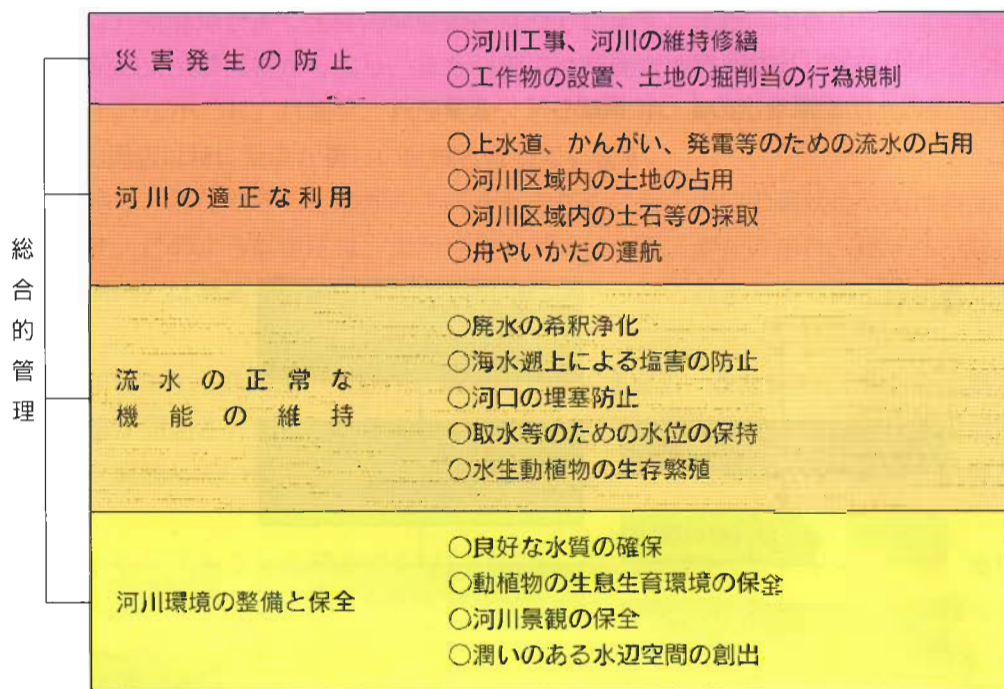 総合的管理
災害発生の防止
○河川工事、河川の維持修繕
○工作物の設置、土地の掘削当の行為規制
河川の適正な利用
○上水道、かんがい、発電等のための流水の占用
○河川区域内の土地の占用
○河川区域内の土石等の採取
○舟やいかだの運航
流水の正常な
機能の維持
○廃水の希釈浄化
○海水遡上による塩害の防止
○河口の埋塞防止
○取水等のための水位の保持
○水生動植物の生存繁殖
河川環境の整備と保全
○良好な水質の確保
○動植物の生息生育環境の保全
○河川景観の保全
○潤いのある水辺空間の創出